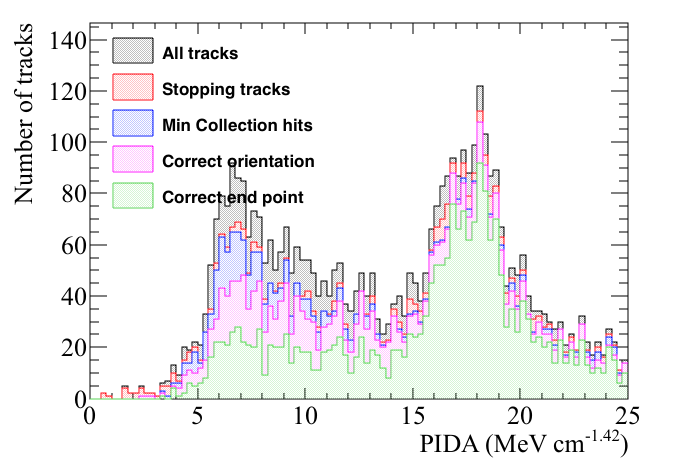 Number of tracks
140
120
100
80
60
40
20
0
All tracks
Stopping tracks
Min Collection hits
Correct orientation
Correct end point
0 5 10 15 20 25
PIDA (MeV cm-1.42)